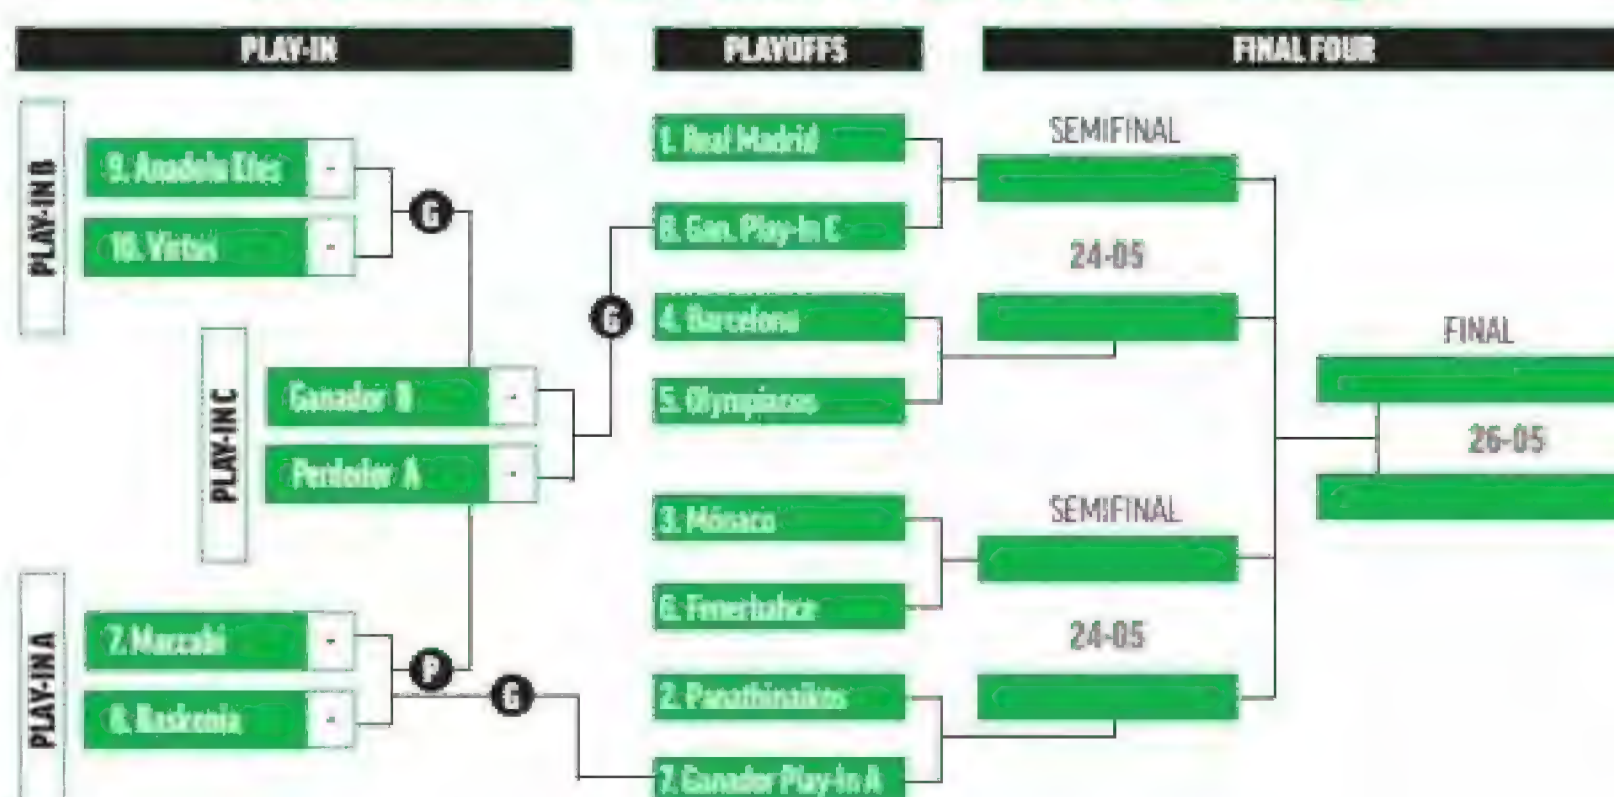 PLAY-IN
PLAYOFFS
FINAL FOUR
PLAY-IN B
9. Anadolu Efes -
10. Virtus -
G
PLAY-IN C
Ganador B -
Perdedor A -
G
PLAY-IN A
7. Maccabi -
8. Baskonia -
P
G
1. Real Madrid
8. Gan. Play-In C
4. Barcelona
5. Olympiacos
3. Mónaco
6. Fenerbahce
2. Panathinaikos
7. Ganador Play-In A
SEMIFINAL
24-05
SEMIFINAL
24-05
FINAL
26-05